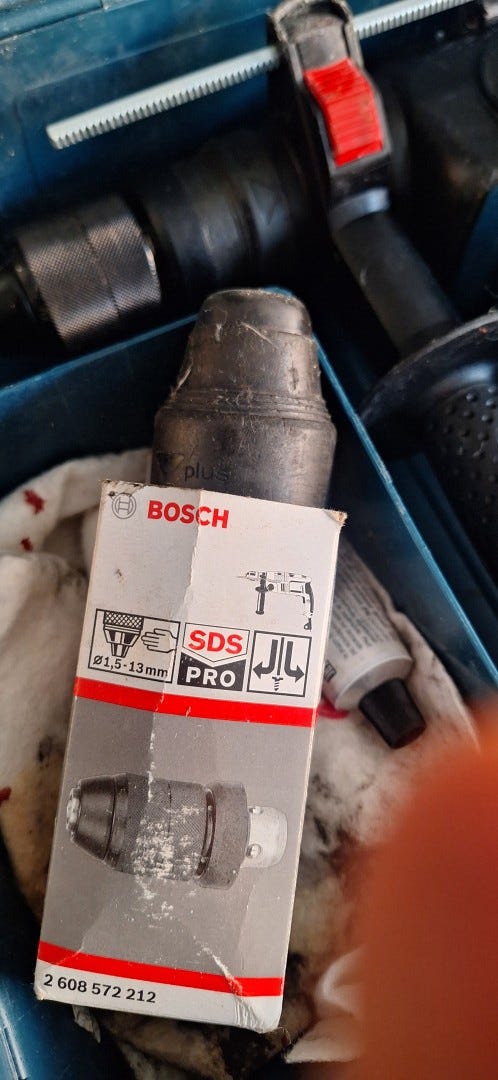 plus
BOSCH
Ø1,5-13mm
SDS
PRO
2 608 572 212